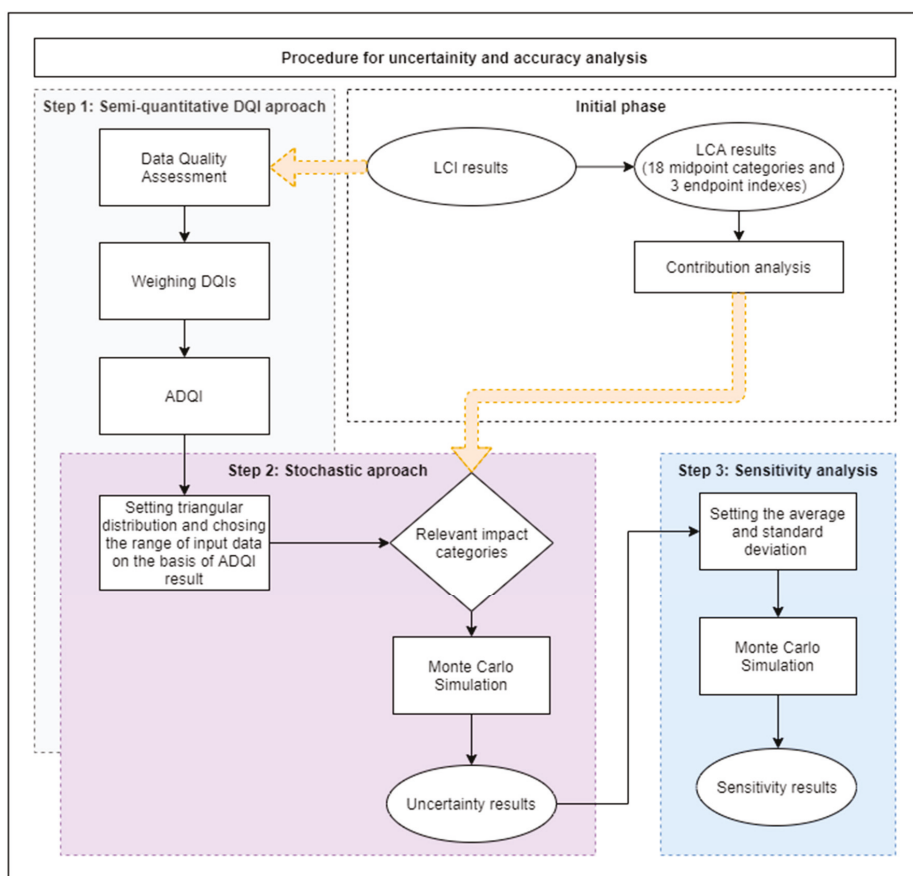 Procedure for uncertainity and accuracy analysis
Step 1: Semi-quantitative DQI aproach
Initial phase
Data Quality
Assessment
LCI results
LCA results
(18 midpoint categories and
3 endpoint indexes)
Weighing DQIs
Contribution analysis
ADQI
Step 2: Stochastic aproach
Step 3: Sensitivity analysis
Setting triangular
distribution and chosing
the range of input data
on the basis of ADQI
result
Relevant impact
categories
Setting the average
and standard
deviation
Monte Carlo
Simulation
Monte Carlo
Simulation
Uncertainty results
Sensitivity results